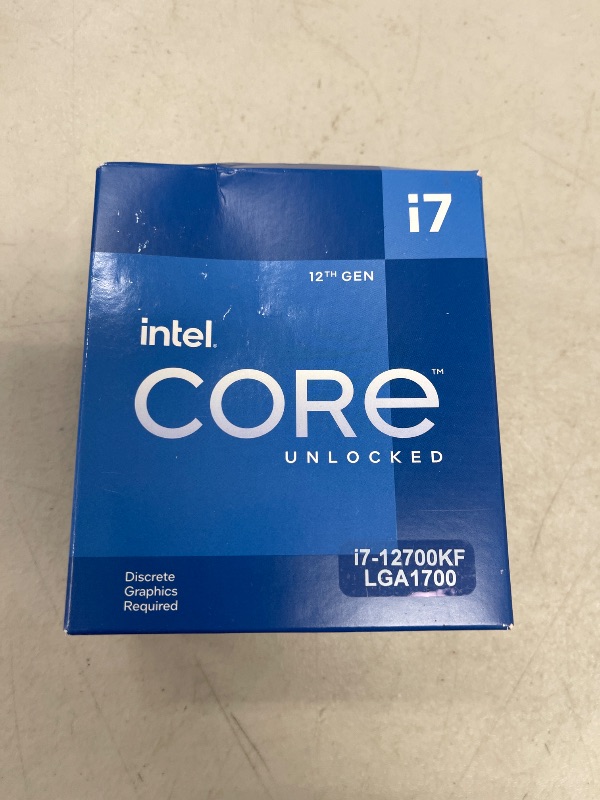 i7
12TH GEN
intel.
CORE™
UNLOCKED
i7-12700KF
LGA1700
Discrete
Graphics
Required